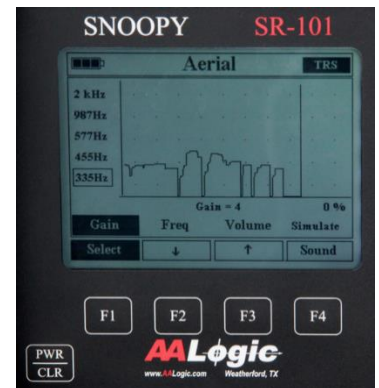 SNOOPY SR-101
Aerial TRS
2 kHz
987Hz
577Hz
455Hz
335Hz
Gain = 4 0 %
Gain Freq Volume Simulate
Select ↓ ↑ Sound
F1 F2 F3 F4
PWR
CLR
AALogic
www.AALogic.com Weatherford, TX